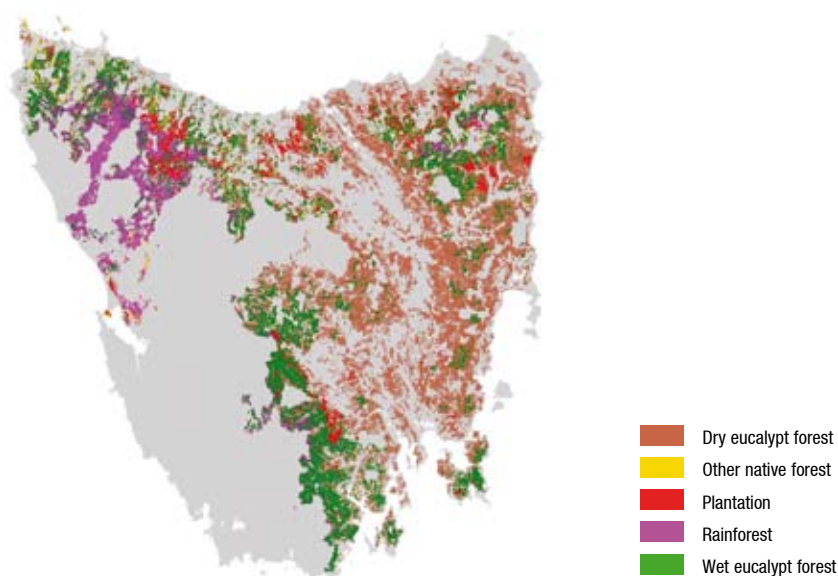 Dry eucalypt forest
Other native forest
Plantation
Rainforest
Wet eucalypt forest